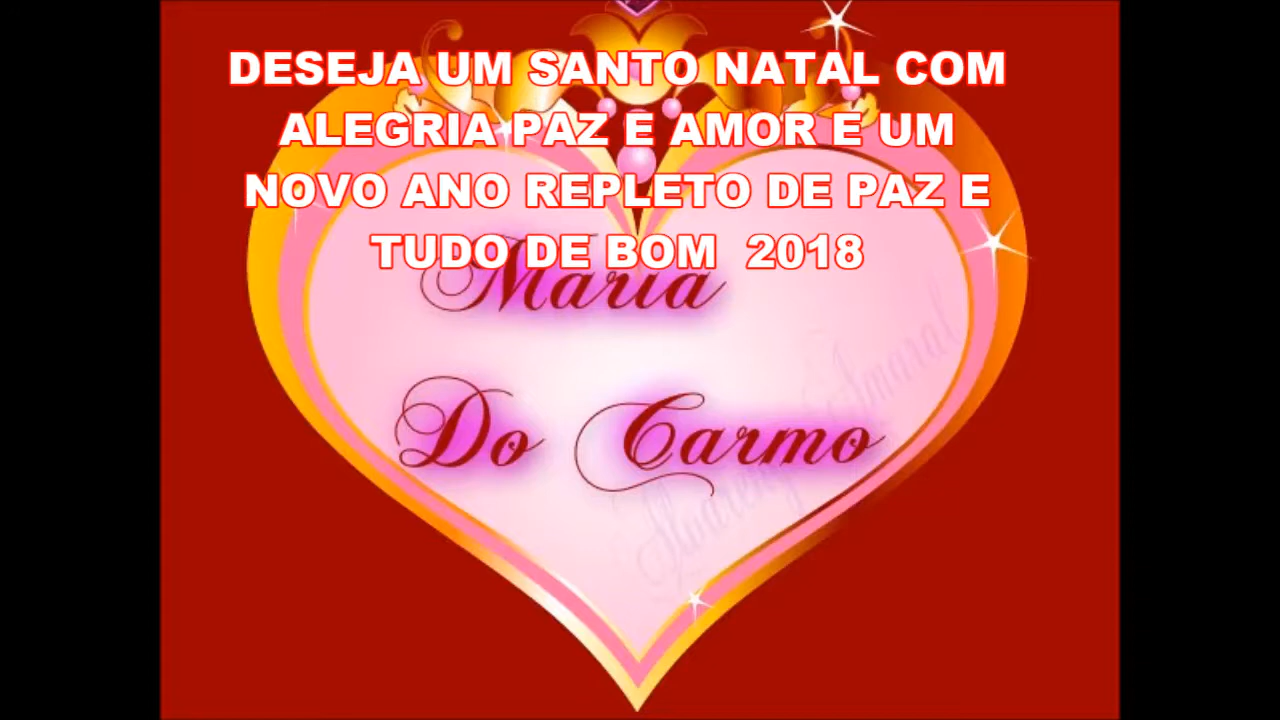 DESEJA UM SANTO NATAL COM
ALEGRIA PAZ E AMOR E UM
NOVO ANO REPLETO DE PAZ E
TUDO DE BOM  2018
Maria
Do Carmo
Amaral